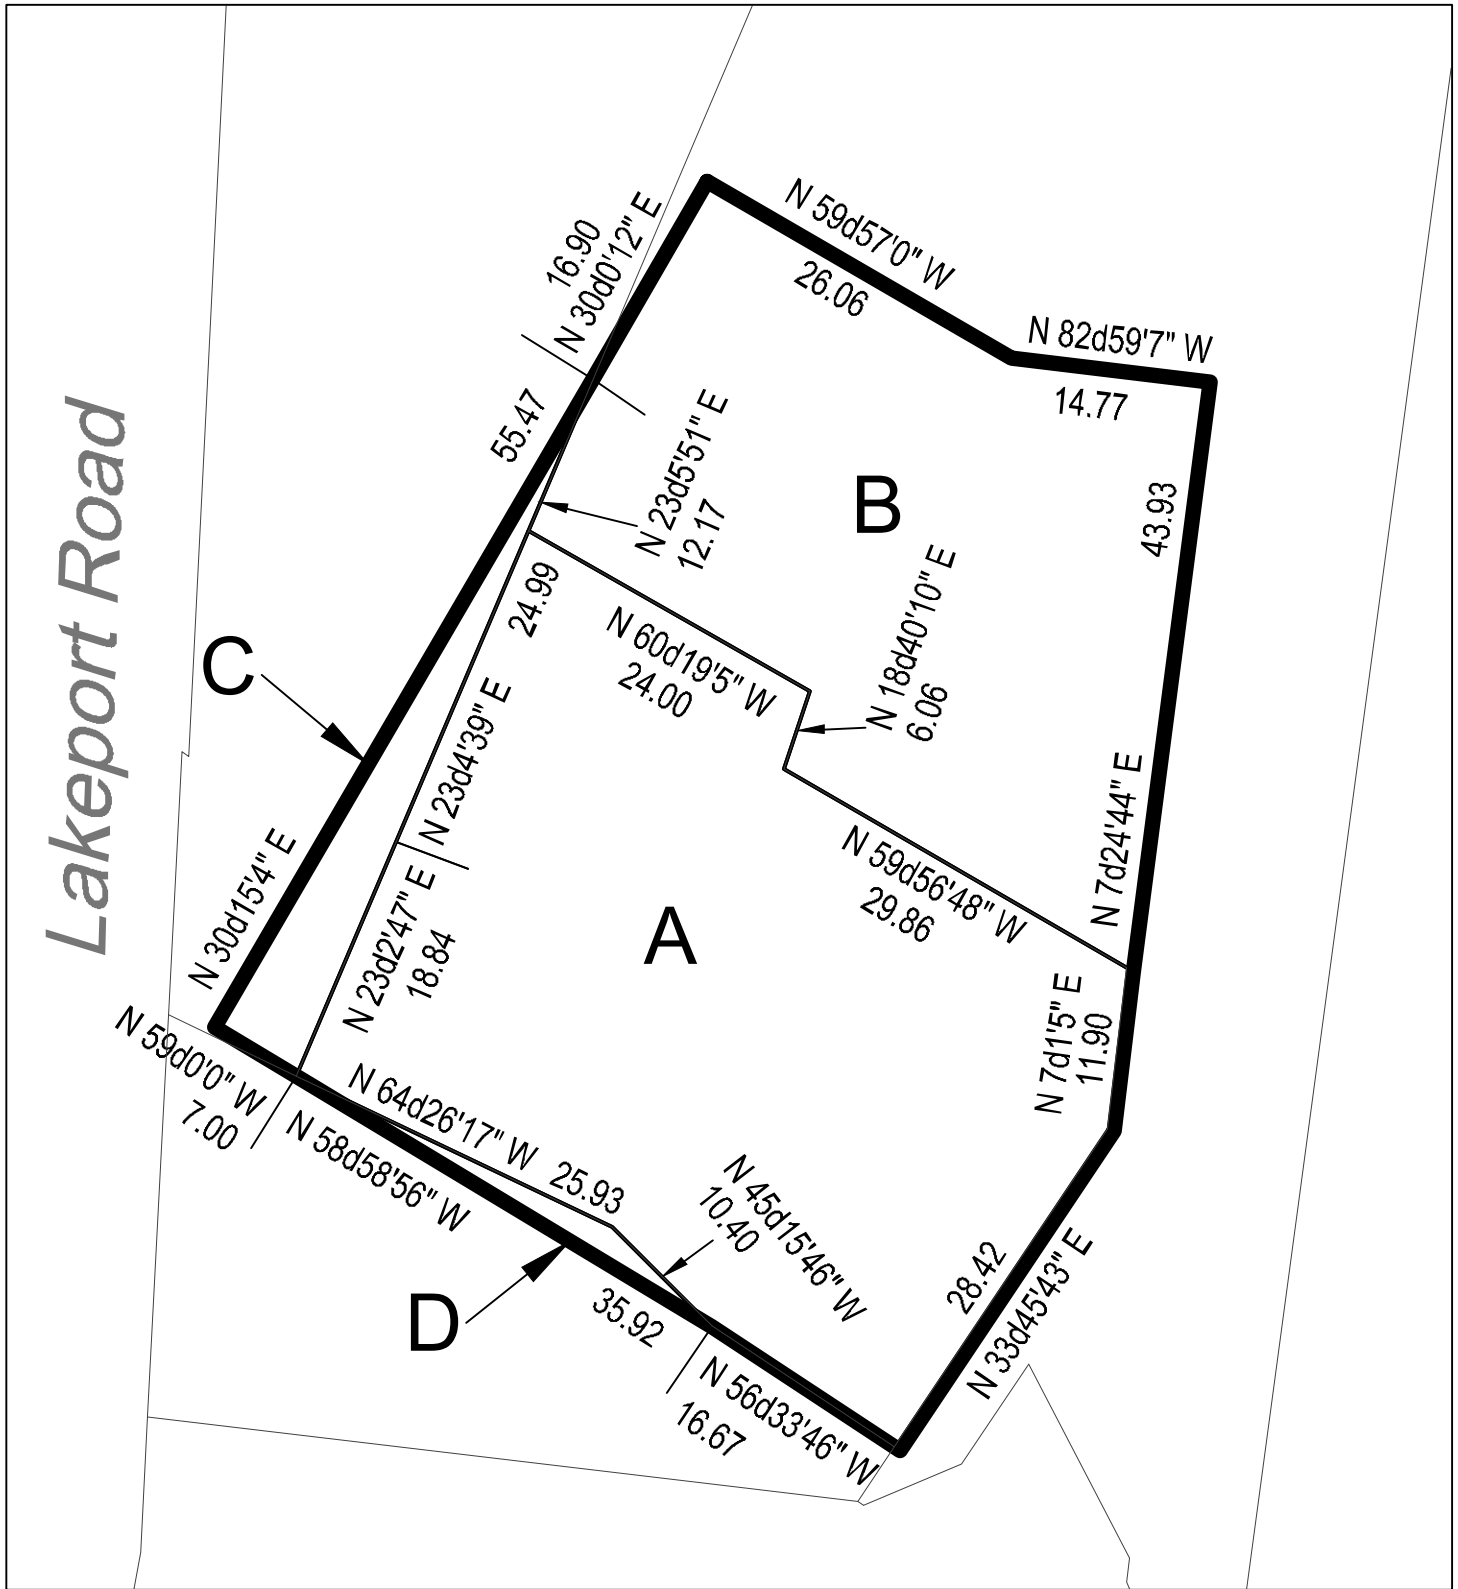 N 59d57'0" W
26.06
16.90
N 30d0'12" E
N 82d59'7" W
14.77
55.47
N 23d5'51" E
12.17
B
43.93
Lakeport Road
24.99
N 60d19'5" W
24.00
N 18d40'10" E
6.06
C
N 23d4'39" E
N 7d24'44" E
N 30d15'4" E
N 59d56'48" W
29.86
A
N 23d2'47" E
18.84
N 7d1'5" E
11.90
N 59d0'0" W
7.00
N 64d26'17" W 25.93
N 58d58'56" W
N 45d15'46" W
10.40
28.42
N 33d45'43" E
D
35.92
N 56d33'46" W
16.67